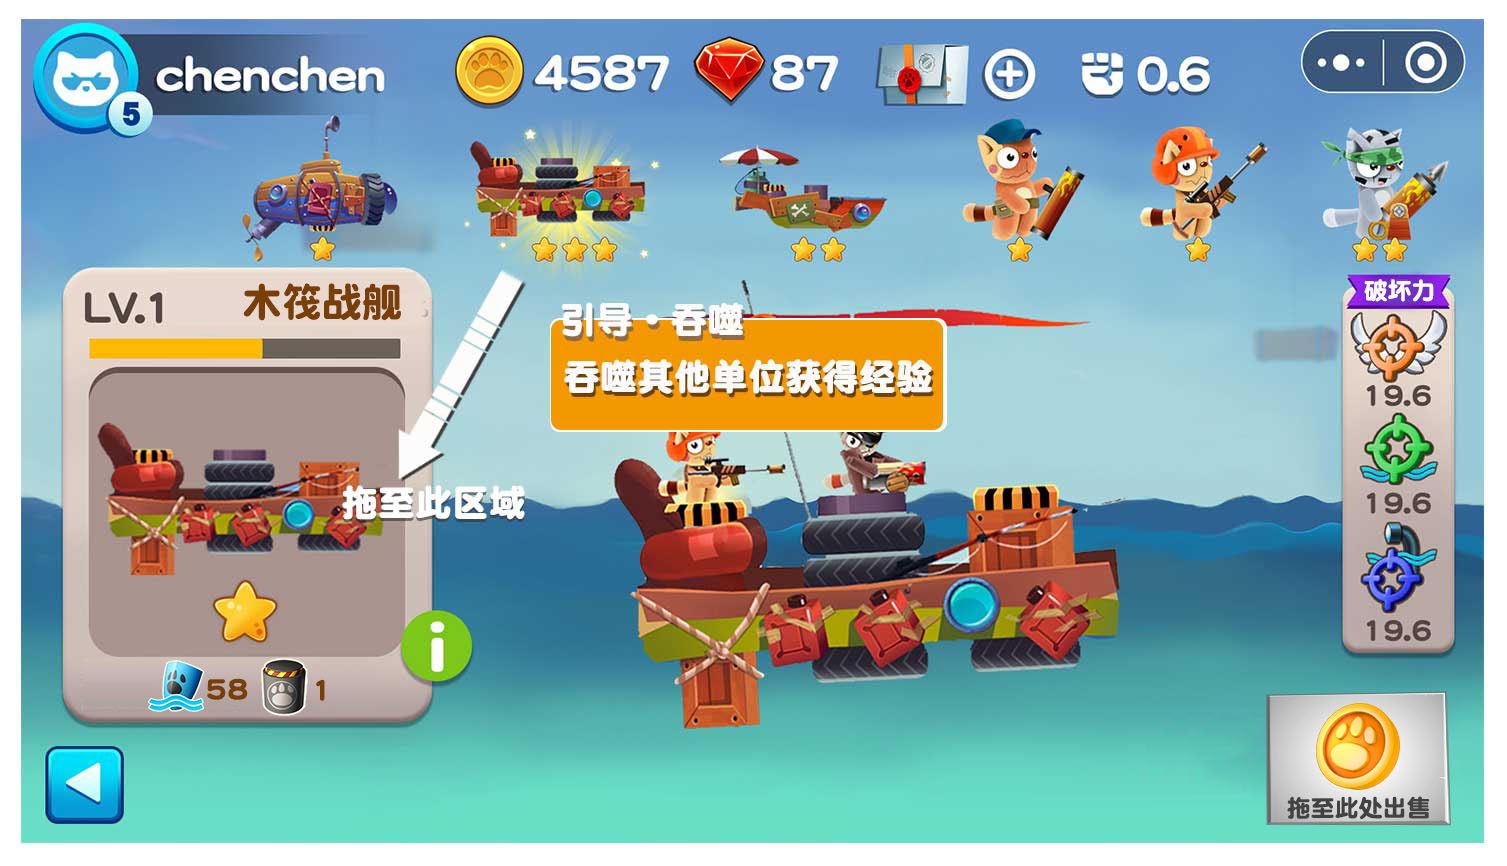 chenchen
5
4587
87
0.6
LV.1
木筏战舰
引导·吞噬
吞噬其他单位获得经验
拖至此区域
58
1
i
破坏力
19.6
19.6
19.6
拖至此处出售